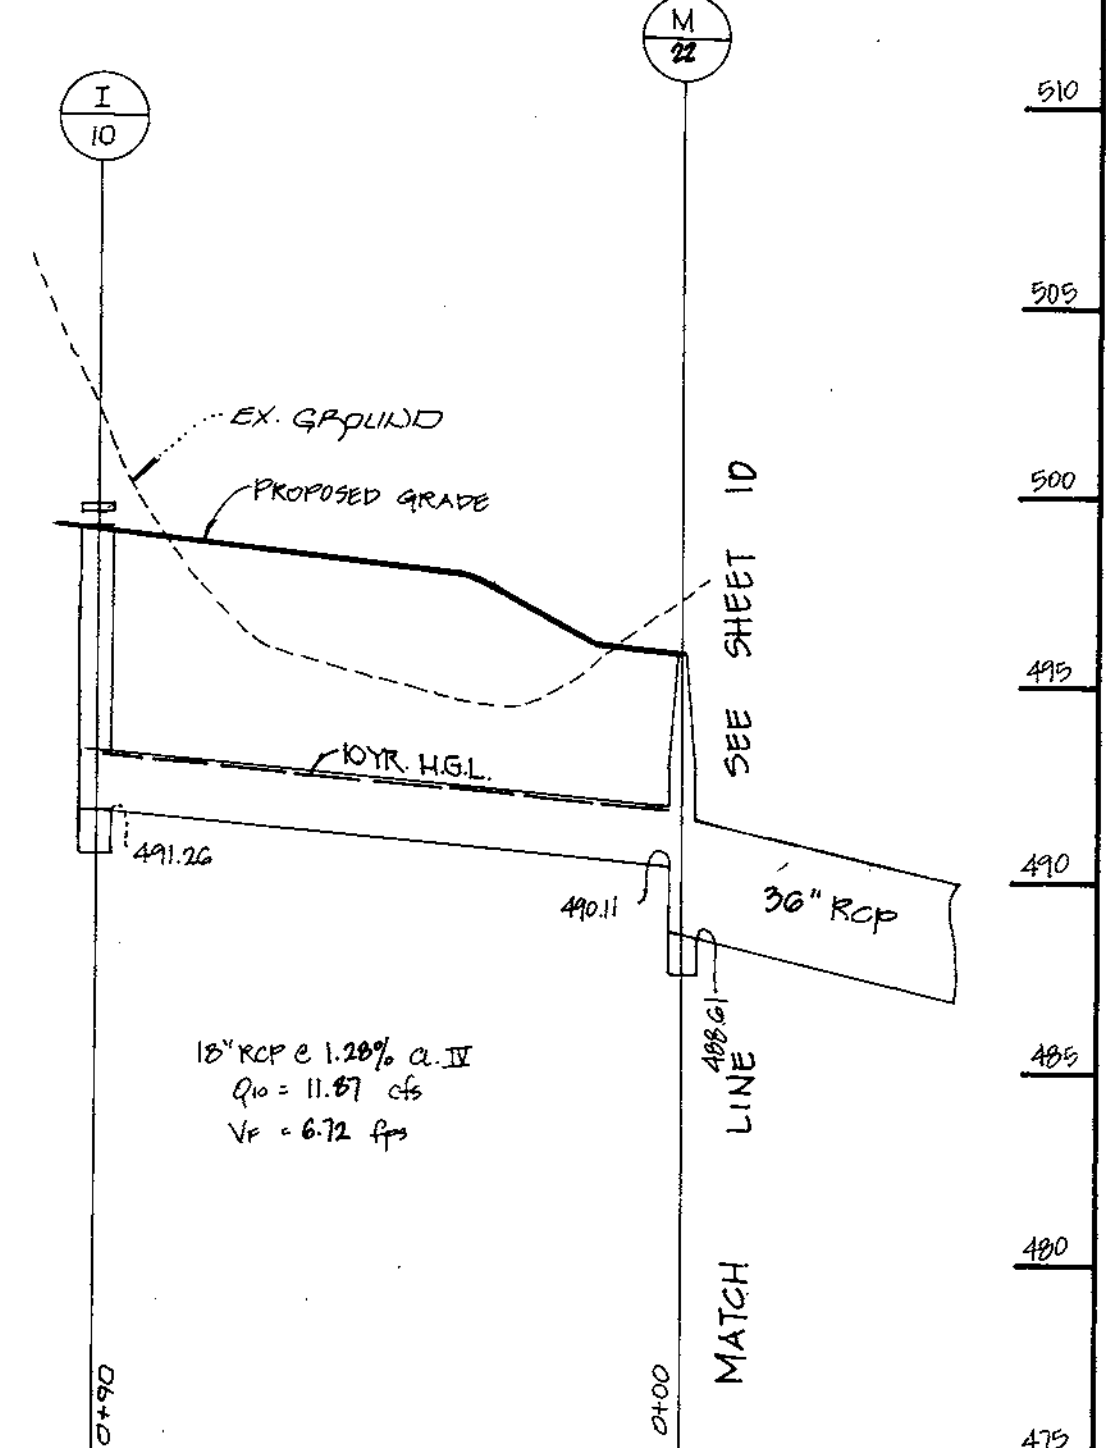 M
22
I
10
510
505
EX. GROUND
PROPOSED GRADE
500
495
10 YR. H.G.L.
491.26
490.11
490
36" RCP
488.61
18" RCP @ 1.28% CL. IV
Q10 = 11.87 cfs
VF = 6.72 fps
485
480
475
MATCH LINE SEE SHEET 10
0+90
0+00